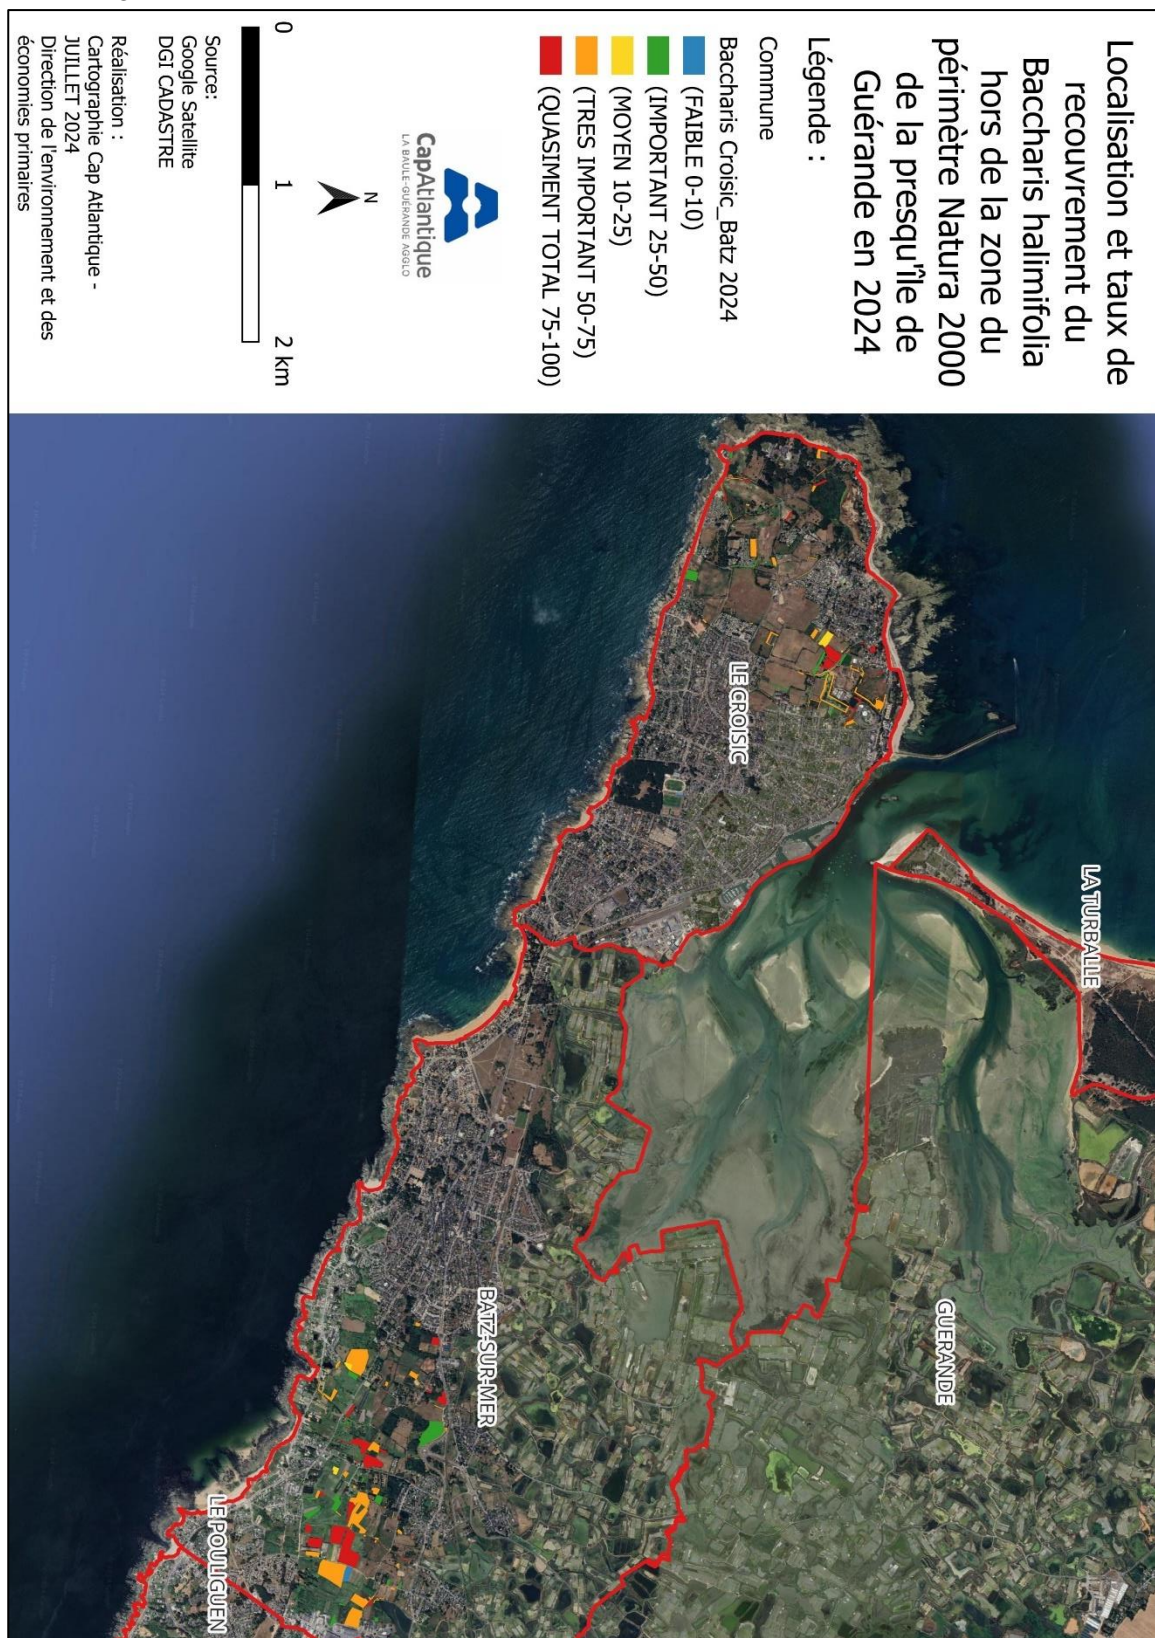 Localisation et taux de
recouvrement du
Baccharis halimifolia
hors de la zone du
périmètre Natura 2000
de la presqu'île de
Guérande en 2024
Légende :
Commune
Baccharis Croisic_Batz 2024
(FAIBLE 0-10)
(IMPORTANT 25-50)
(MOYEN 10-25)
(TRES IMPORTANT 50-75)
(QUASIMENT TOTAL 75-100)
CapAtlantique
LA BAULE-GUÉRANDE AGGLO
N
0 1 2 km
Source:
Google Satellite
DGI CADASTRE
Réalisation :
Cartographie Cap Atlantique -
JUILLET 2024
Direction de l'environnement et des
économies primaires
LA TURBALLE
LE CROISIC
GUERANDE
BATZ-SUR-MER
LE POULIGUEN